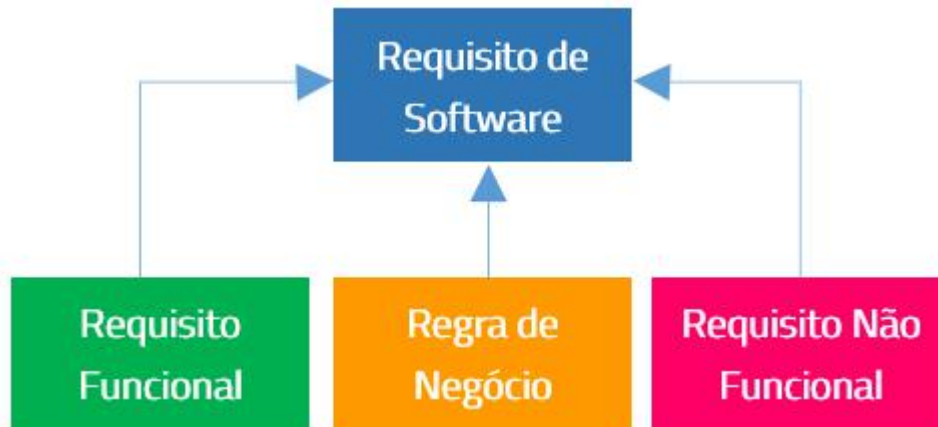 Requisito de
Software
Requisito
Funcional
Regra de
Negócio
Requisito Não
Funcional